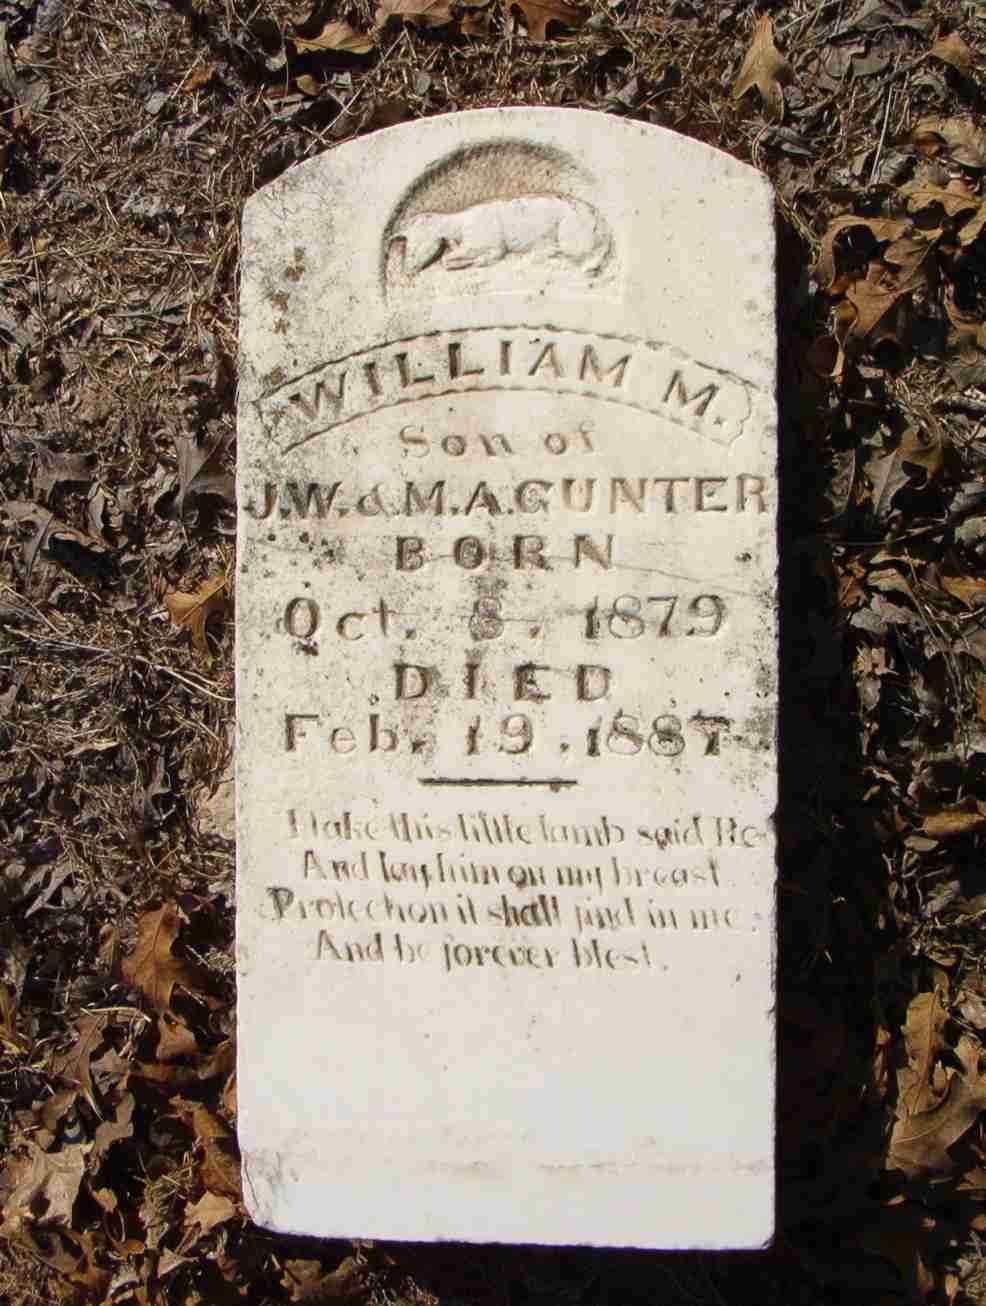 WILLIAM M.
Son of
J.W. & M.A. GUNTER
BORN
Oct. 8. 1879
DIED
Feb. 19. 1887
I take this little lamb said He
And lay him on my breast
Protection it shall find in me.
And be forever blest.